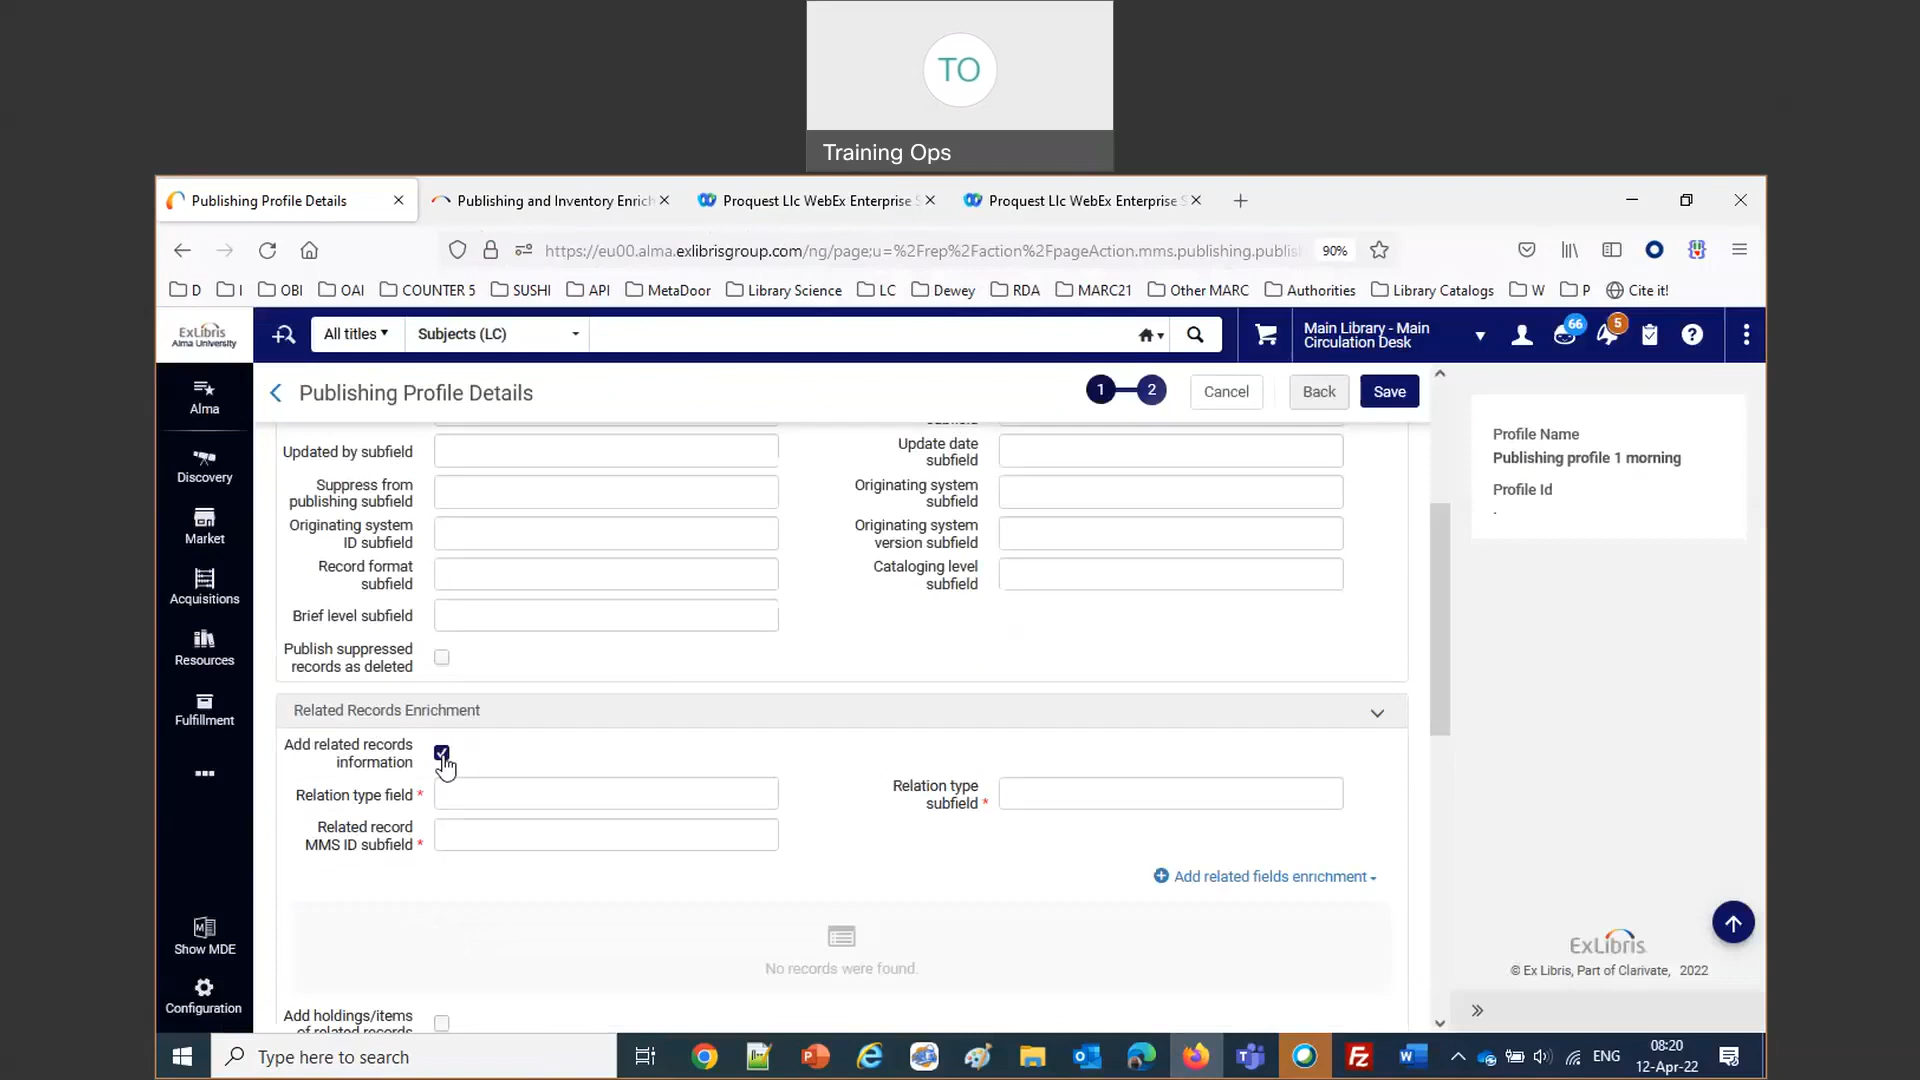 TO
Training Ops
Publishing Profile Details
Publishing and Inventory Enrich
Proquest Llc WebEx Enterprise S
Proquest Llc WebEx Enterprise S
https://eu00.alma.exlibrisgroup.com/ng/page;u=%2Frep%2Faction%2FpageAction.mms.publishing.publis
90%
D
I
OBI
OAI
COUNTER 5
SUSHI
API
MetaDoor
Library Science
LC
Dewey
RDA
MARC21
Other MARC
Authorities
Library Catalogs
W
P
Cite it!
ExLibris
Alma University
All titles
Subjects (LC)
Main Library - Main
Circulation Desk
66
5
Alma
Discovery
Market
Acquisitions
Resources
Fulfillment
Show MDE
Configuration
Publishing Profile Details
1
2
Cancel
Back
Save
Updated by subfield
Update date
subfield
Suppress from
publishing subfield
Originating system
subfield
Originating system
ID subfield
Originating system
version subfield
Record format
subfield
Cataloging level
subfield
Brief level subfield
Publish suppressed
records as deleted
Related Records Enrichment
Add related records
information
Relation type field *
Relation type
subfield *
Related record
MMS ID subfield *
Add related fields enrichment
No records were found.
Add holdings/items
of related records
Profile Name
Publishing profile 1 morning
Profile Id
.
ExLibris
© Ex Libris, Part of Clarivate, 2022
Type here to search
ENG
08:20
12-Apr-22